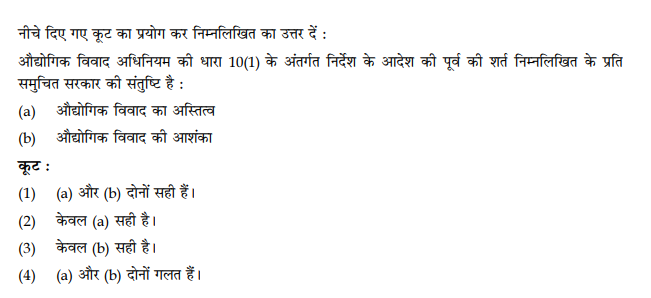 नीचे दिए गए कूट का प्रयोग कर निम्नलिखित का उत्तर दें :
औद्योगिक विवाद अधिनियम की धारा 10(1) के अंतर्गत निर्देश के आदेश की पूर्व की शर्त निम्नलिखित के प्रति
समुचित सरकार की संतुष्टि है :
(a) औद्योगिक विवाद का अस्तित्व
(b) औद्योगिक विवाद की आशंका
कूट :
(1) (a) और (b) दोनों सही हैं।
(2) केवल (a) सही है।
(3) केवल (b) सही है।
(4) (a) और (b) दोनों गलत हैं।